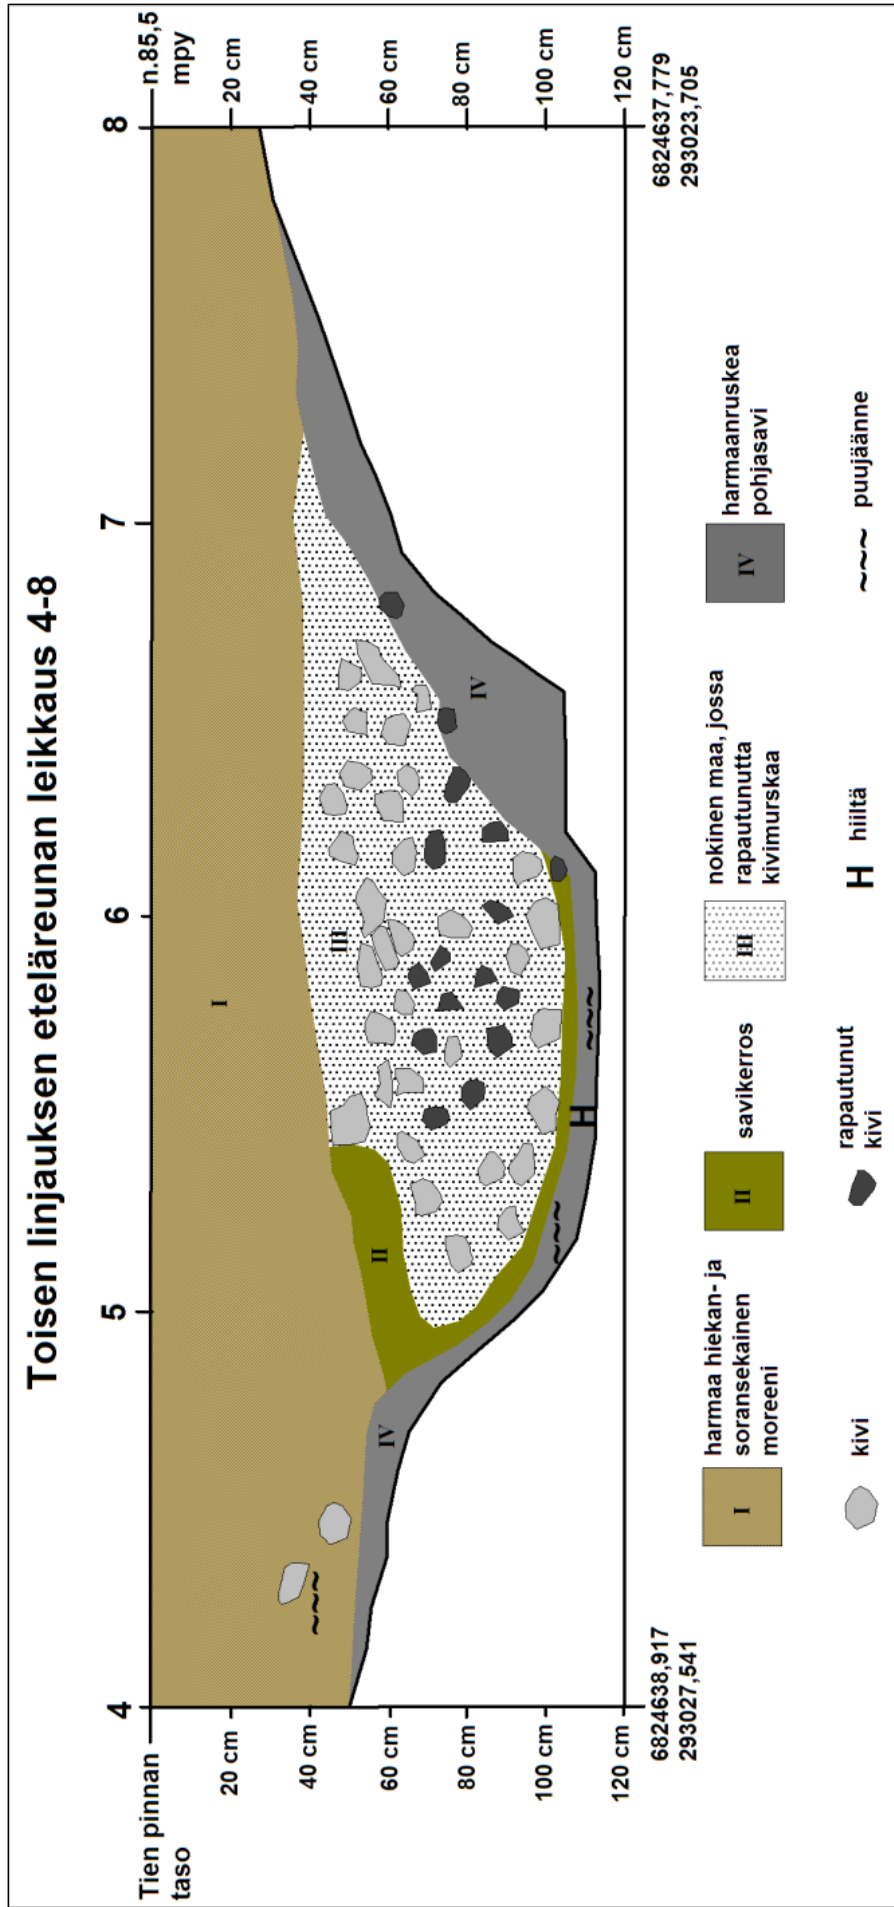 Toisen linjauksen eteläreunan leikkaus 4-8
4
5
6
7
8
Tien pinnan
taso
n.85,5
mpy
20 cm
40 cm
60 cm
80 cm
100 cm
120 cm
20 cm
40 cm
60 cm
80 cm
100 cm
120 cm
I
II
III
IV
IV
H
6824638,917
293027,541
6824637,779
293023,705
I
harmaa hiekan- ja
soransekainen
moreeni
II
savikerros
III
nokinen maa, jossa
rapautunutta
kivimurskaa
IV
harmaanruskea
pohjasavi
kivi
rapautunut
kivi
H hiiltä
puujäänne